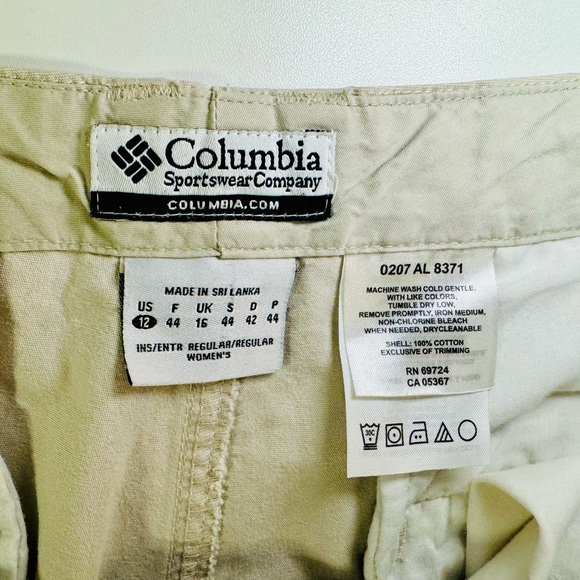 Columbia
Sportswear Company
COLUMBIA.COM
MADE IN SRI LANKA
US F UK S D P
12 44 16 44 42 44
INS/ENTR REGULAR/REGULAR
WOMEN'S
0207 AL 8371
MACHINE WASH COLD GENTLE,
WITH LIKE COLORS,
TUMBLE DRY LOW,
REMOVE PROMPTLY, IRON MEDIUM,
NON-CHLORINE BLEACH
WHEN NEEDED, DRYCLEANABLE
SHELL: 100% COTTON
EXCLUSIVE OF TRIMMING
RN 69724
CA 05367
30C